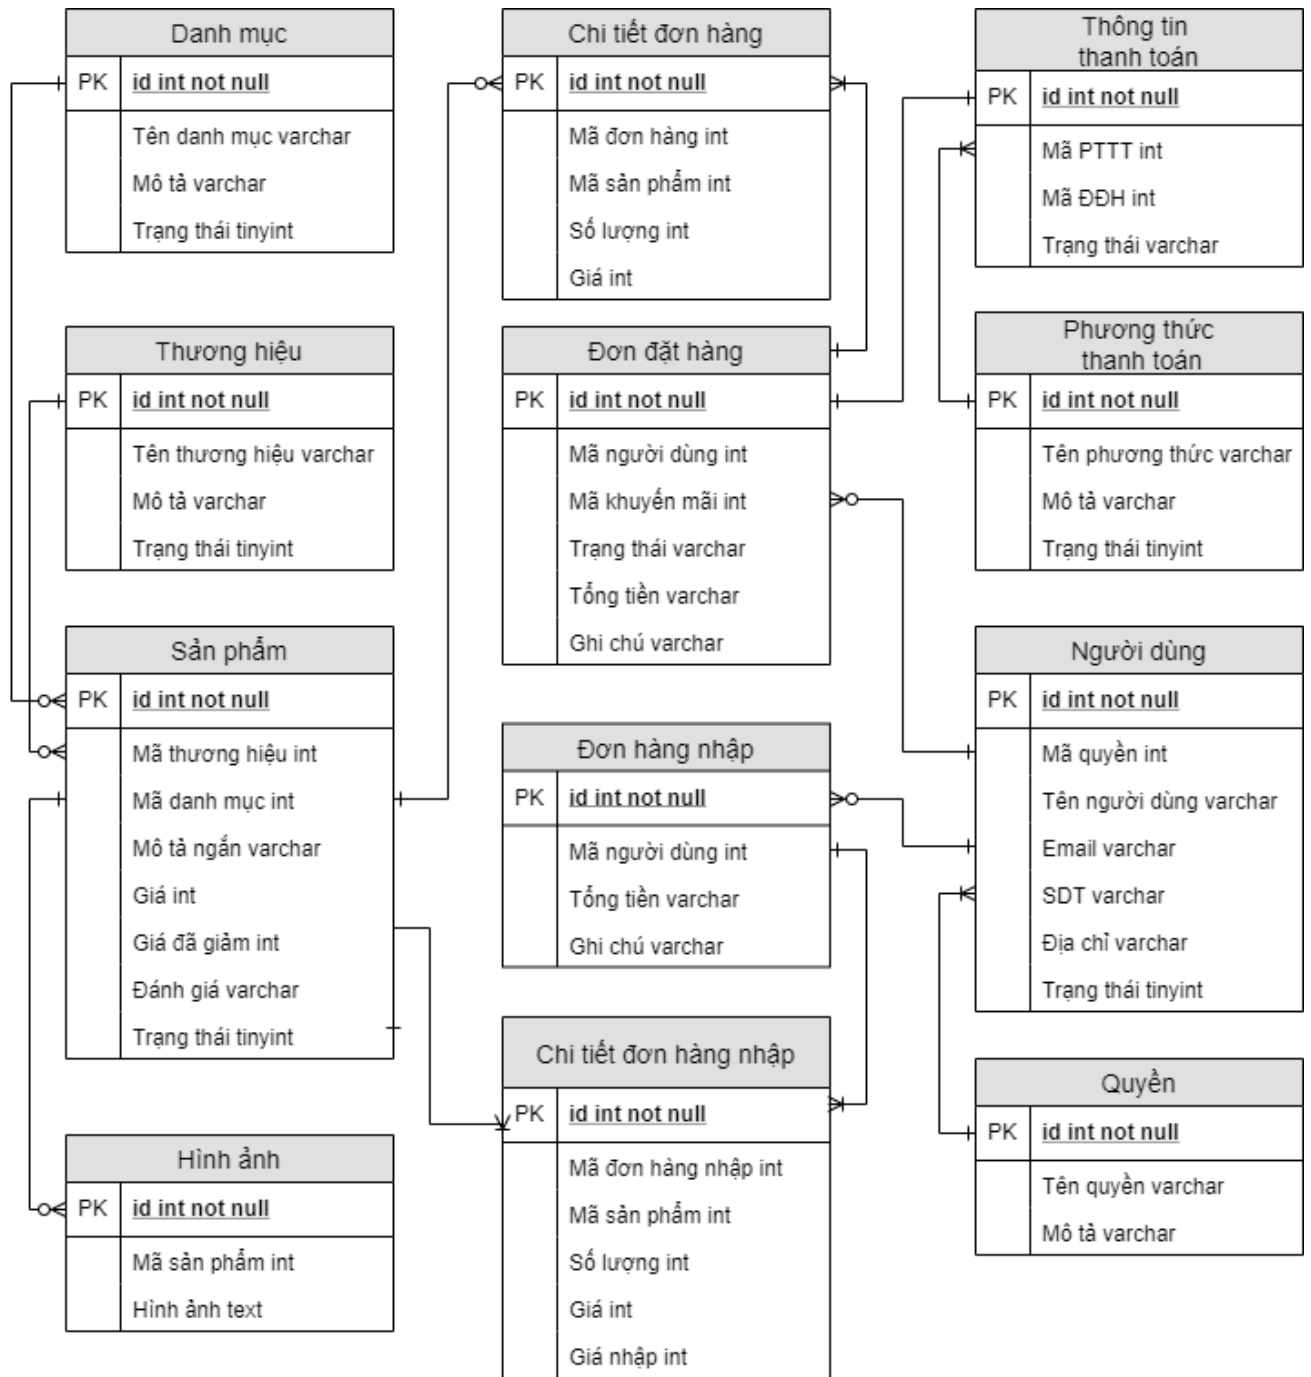 Danh mục
PK id int not null
Tên danh mục varchar
Mô tả varchar
Trạng thái tinyint
Thương hiệu
PK id int not null
Tên thương hiệu varchar
Mô tả varchar
Trạng thái tinyint
Sản phẩm
PK id int not null
Mã thương hiệu int
Mã danh mục int
Mô tả ngắn varchar
Giá int
Giá đã giảm int
Đánh giá varchar
Trạng thái tinyint
Hình ảnh
PK id int not null
Mã sản phẩm int
Hình ảnh text
Chi tiết đơn hàng
PK id int not null
Mã đơn hàng int
Mã sản phẩm int
Số lượng int
Giá int
Đơn đặt hàng
PK id int not null
Mã người dùng int
Mã khuyến mãi int
Trạng thái varchar
Tổng tiền varchar
Ghi chú varchar
Đơn hàng nhập
PK id int not null
Mã người dùng int
Tổng tiền varchar
Ghi chú varchar
Chi tiết đơn hàng nhập
PK id int not null
Mã đơn hàng nhập int
Mã sản phẩm int
Số lượng int
Giá int
Giá nhập int
Thông tin
thanh toán
PK id int not null
Mã PTTT int
Mã ĐĐH int
Trạng thái varchar
Phương thức
thanh toán
PK id int not null
Tên phương thức varchar
Mô tả varchar
Trạng thái tinyint
Người dùng
PK id int not null
Mã quyền int
Tên người dùng varchar
Email varchar
SDT varchar
Địa chỉ varchar
Trạng thái tinyint
Quyền
PK id int not null
Tên quyền varchar
Mô tả varchar